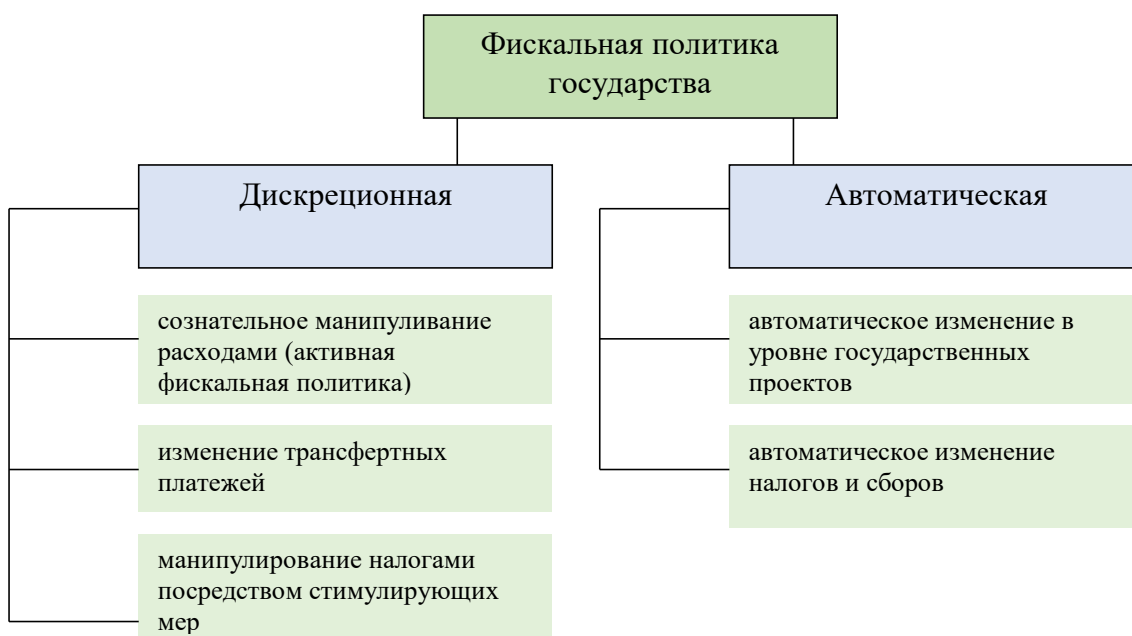 Фискальная политика
государства
Дискреционная
Автоматическая
сознательное манипуливание
расходами (активная
фискальная политика)
изменение трансфертных
платежей
манипулирование налогами
посредством стимулирующих
мер
автоматическое изменение в
уровне государственных
проектов
автоматическое изменение
налогов и сборов